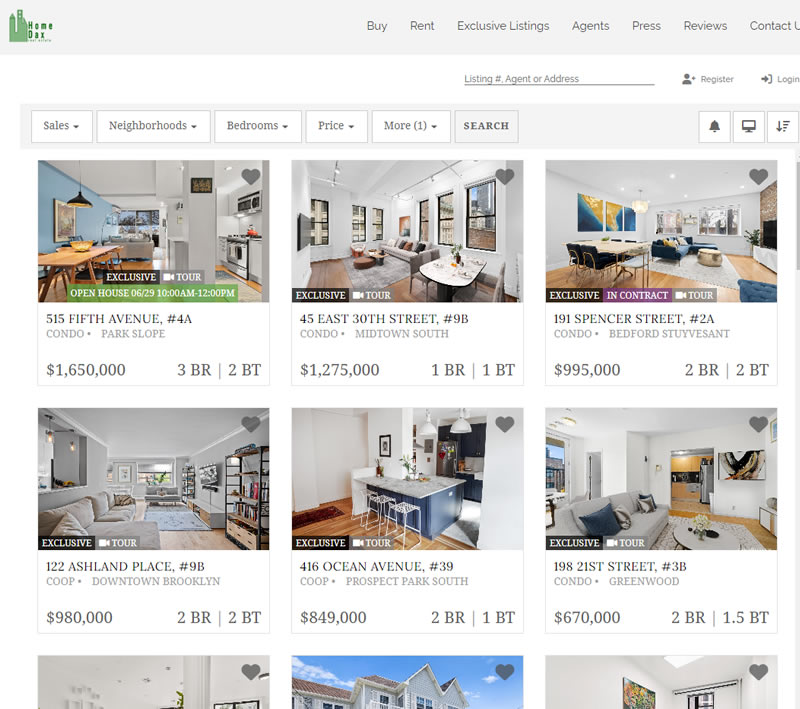 Home
Dax
real estate
Buy Rent Exclusive Listings Agents Press Reviews Contact U
Listing #, Agent or Address Register Login
Sales Neighborhoods Bedrooms Price More (1) SEARCH
EXCLUSIVE TOUR
OPEN HOUSE 06/29 10:00AM-12:00PM
515 FIFTH AVENUE, #4A
CONDO • PARK SLOPE
$1,650,000 3 BR | 2 BT
EXCLUSIVE TOUR
45 EAST 30TH STREET, #9B
CONDO • MIDTOWN SOUTH
$1,275,000 1 BR | 1 BT
EXCLUSIVE IN CONTRACT TOUR
191 SPENCER STREET, #2A
CONDO • BEDFORD STUYVESANT
$995,000 2 BR | 2 BT
EXCLUSIVE TOUR
122 ASHLAND PLACE, #9B
COOP • DOWNTOWN BROOKLYN
$980,000 2 BR | 2 BT
EXCLUSIVE TOUR
416 OCEAN AVENUE, #39
COOP • PROSPECT PARK SOUTH
$849,000 2 BR | 1 BT
EXCLUSIVE TOUR
198 21ST STREET, #3B
CONDO • GREENWOOD
$670,000 2 BR | 1.5 BT